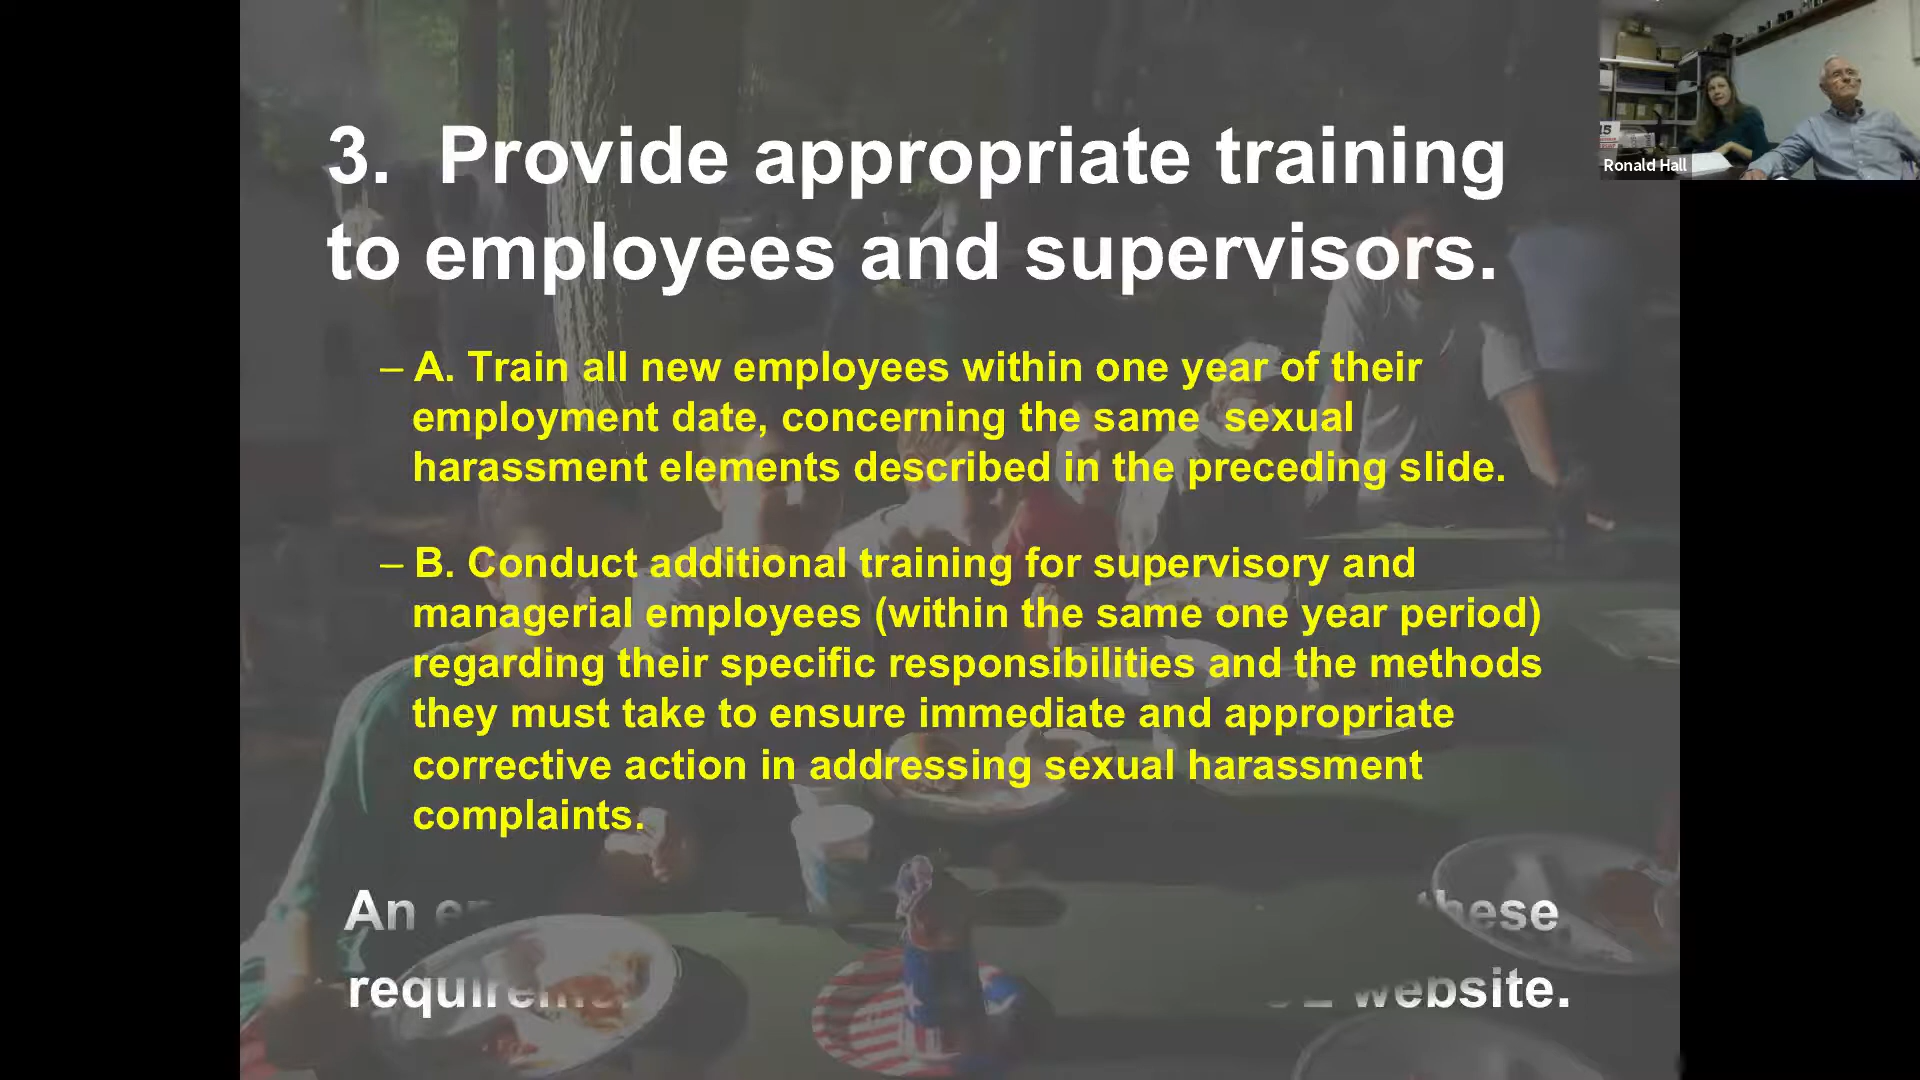 3. Provide appropriate training
to employees and supervisors.
– A. Train all new employees within one year of their
employment date, concerning the same sexual
harassment elements described in the preceding slide.
– B. Conduct additional training for supervisory and
managerial employees (within the same one year period)
regarding their specific responsibilities and the methods
they must take to ensure immediate and appropriate
corrective action in addressing sexual harassment
complaints.
An these
website.
Ronald Hall
15